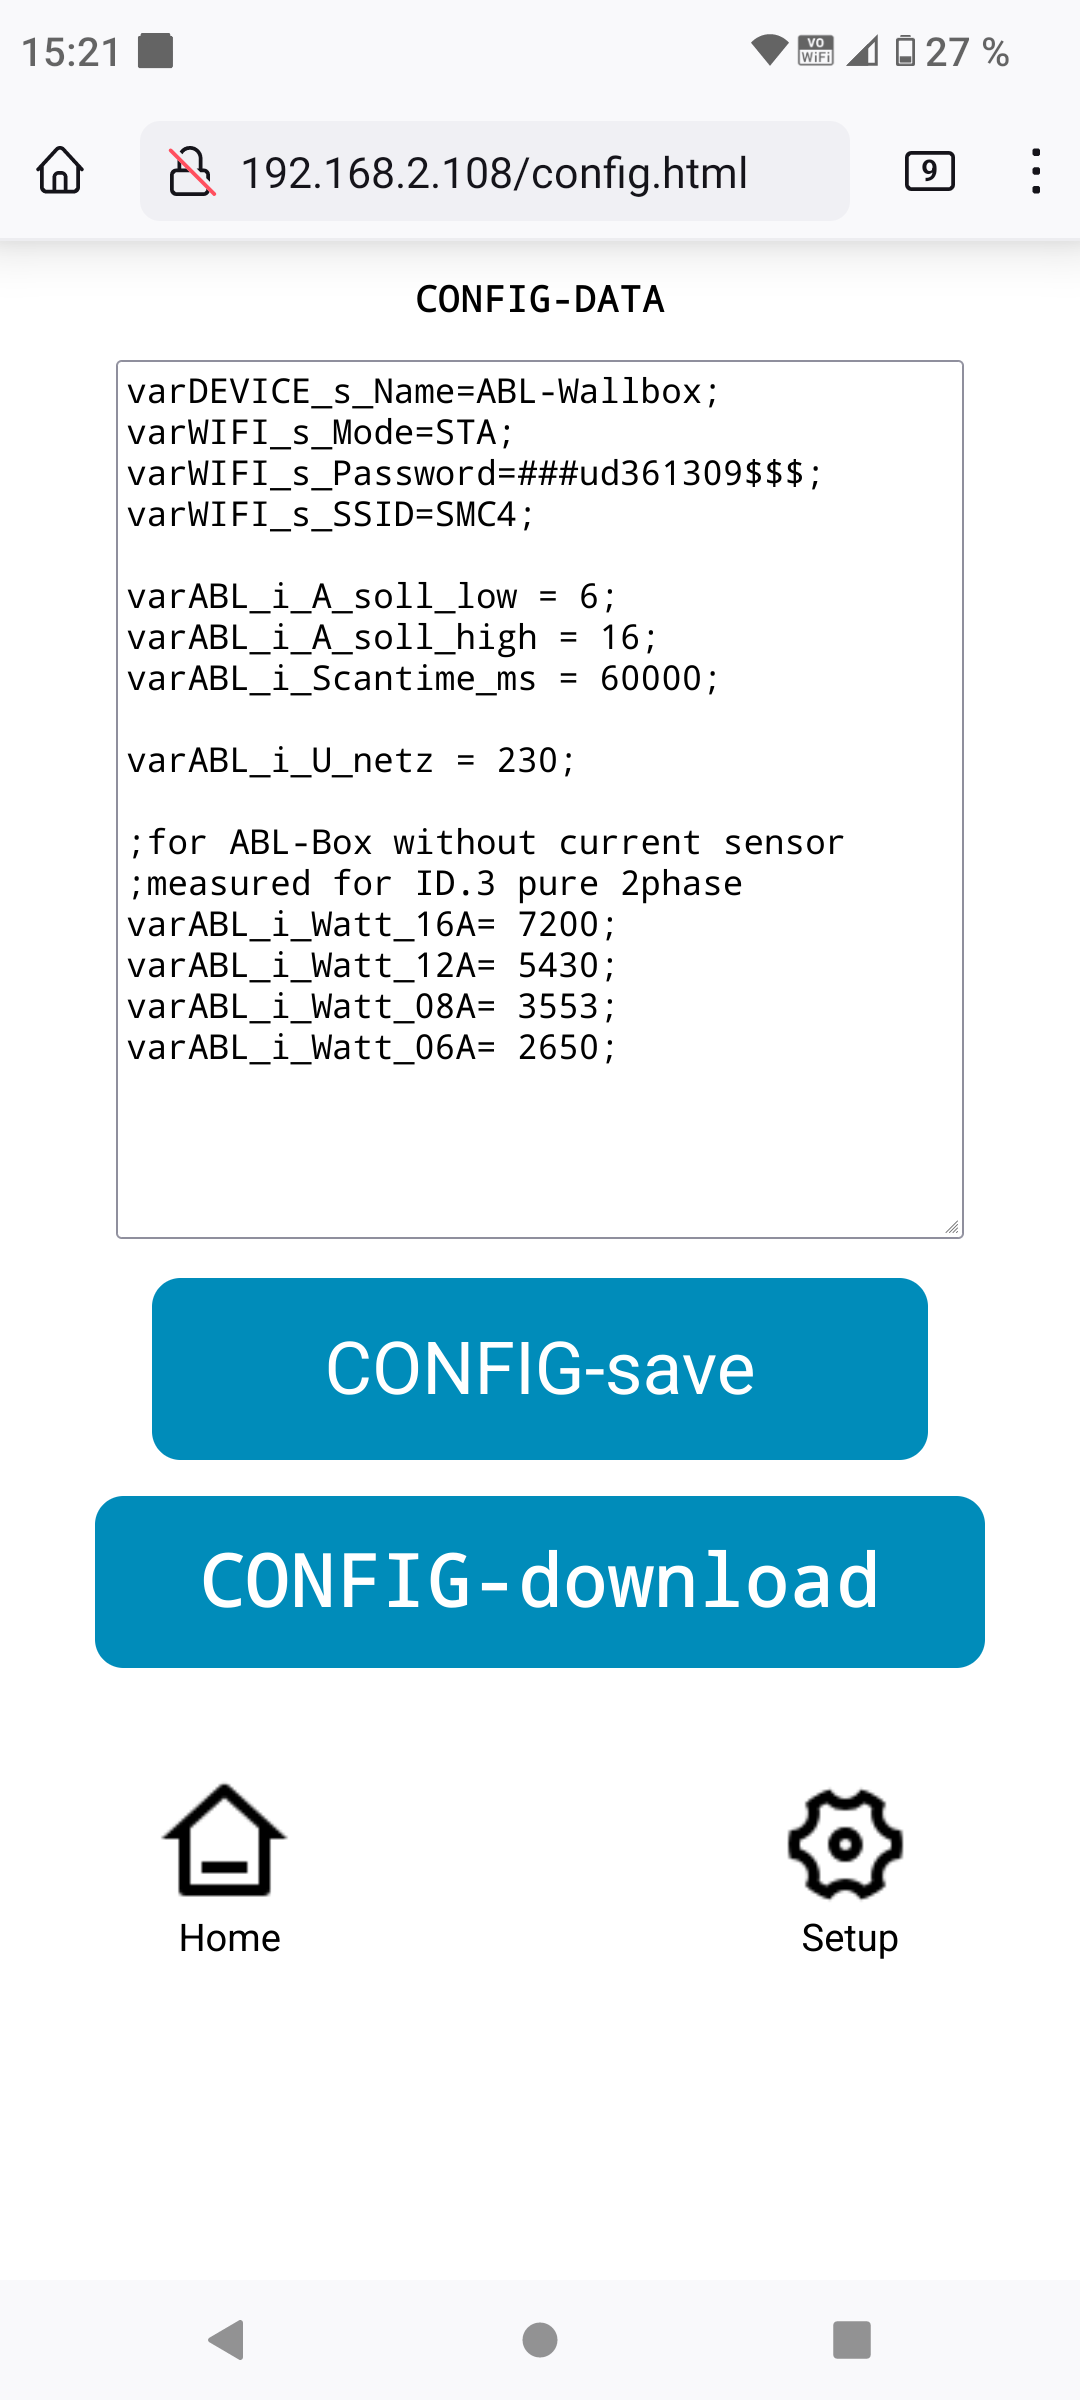 15:21
VO WiFi
27 %
192.168.2.108/config.html
9
CONFIG-DATA
varDEVICE_s_Name=ABL-Wallbox;
varWIFI_s_Mode=STA;
varWIFI_s_Password=###ud361309$$$;
varWIFI_s_SSID=SMC4;
varABL_i_A_soll_low = 6;
varABL_i_A_soll_high = 16;
varABL_i_Scantime_ms = 60000;
varABL_i_U_netz = 230;
;for ABL-Box without current sensor
;measured for ID.3 pure 2phase
varABL_i_Watt_16A= 7200;
varABL_i_Watt_12A= 5430;
varABL_i_Watt_08A= 3553;
varABL_i_Watt_06A= 2650;
CONFIG-save
CONFIG-download
Home
Setup